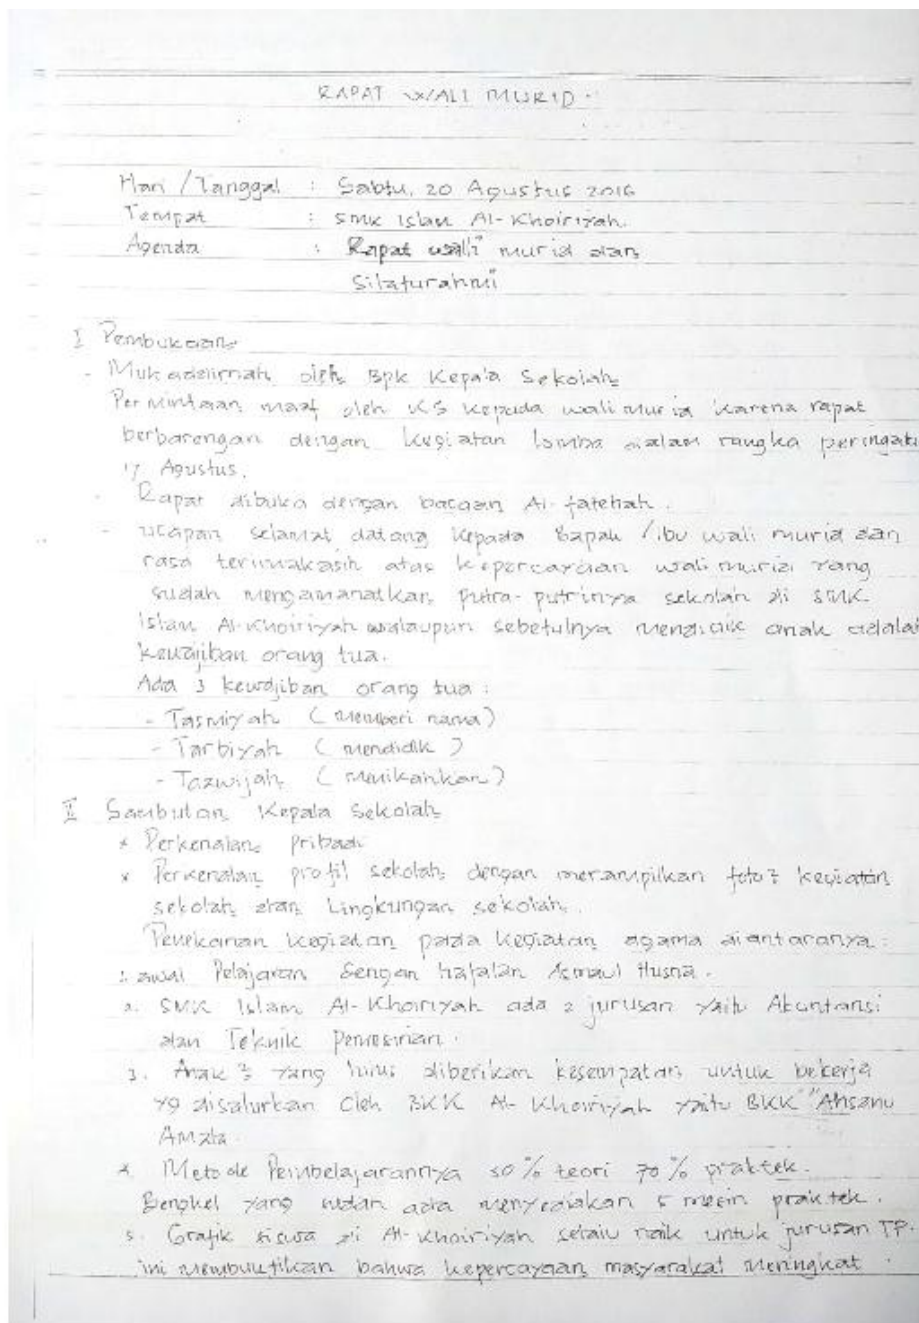 RAPAT WALI MURID.
Hari / Tanggal : Sabtu, 20 Agustus 2016
Tempat : SMK Islam Al-Khoiriyah.
Agenda : Rapat wali murid dan
Silaturahmi
I Pembukaan
- Mukadelimah oleh Bpk Kepala Sekolah
Permintaan maaf oleh KS kepada wali murid karena rapat
berbarengan dengan kegiatan lomba dalam rangka peringata
17 Agustus.
- Rapat dibuka dengan bacaan Al-fatehah.
- ucapan selamat datang kepada Bapak / ibu wali murid dan
rasa terimakasih atas kepercayaan wali murid yang
sudah mengamanatkan putra-putrinya sekolah di SMK
Islam Al-Khoiriyah walaupun sebetulnya mendidik anak adalah
kewajiban orang tua.
Ada 3 kewajiban orang tua :
- Tasmiyah (memberi nama)
- Tarbiyah (mendidik)
- Tazwijah (menikahkan)
II Sambutan Kepala Sekolah
* Perkenalan pribadi
* Perkenalan profil sekolah dengan menampilkan foto2 kegiatan
sekolah dan Lingkungan sekolah.
Penekanan kegiatan pada kegiatan agama diantaranya :
1. awal Pelajaran dengan hafalan Asmaul Husna.
2. SMK Islam Al-Khoiriyah ada 2 jurusan yaitu Akuntansi
dan Teknik Pemesinan.
3. Anak2 yang lulus diberikan kesempatan untuk bekerja
yg disalurkan oleh BKK Al-Khoiriyah yaitu BKK "Ahsanu
Amala
4. Metode Pembelajarannya 30% teori 70% praktek.
Bengkel yang sudah ada menyediakan 5 mesin praktek.
5. Grafik siswa di Al-Khoiriyah selalu naik untuk jurusan TP.
ini membuktikan bahwa kepercayaan masyarakat meningkat.